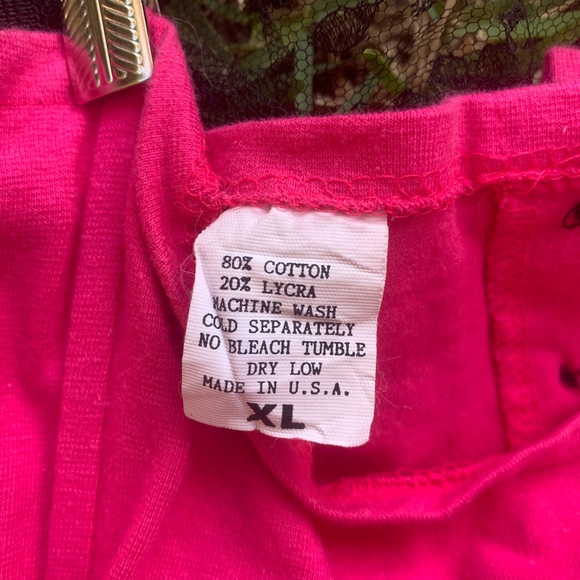 80% COTTON
20% LYCRA
MACHINE WASH
COLD SEPARATELY
NO BLEACH TUMBLE
DRY LOW
MADE IN U.S.A.
XL